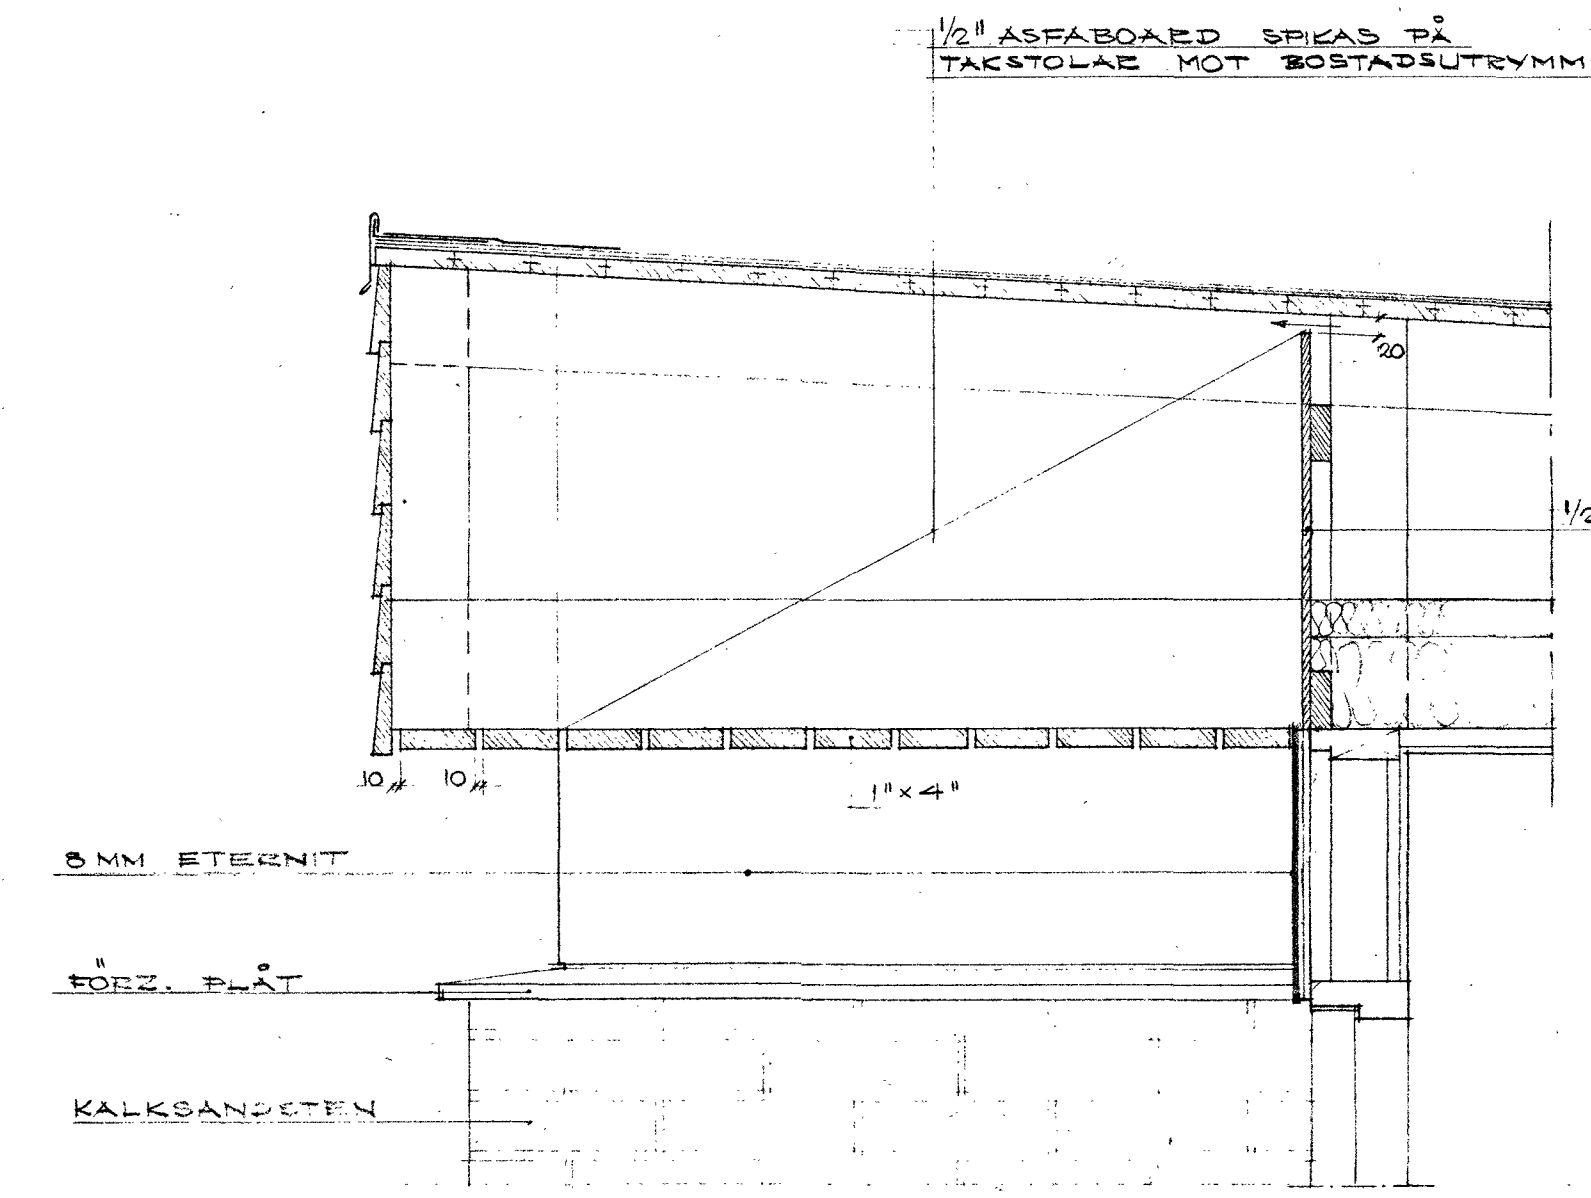 1/2" ASFABOARD SPIKAS PÅ
TAKSTOLAR MOT BOSTADSUTRYMM
20
1/2
10 10
1" x 4"
8 MM ETERNIT
FÖRZ. PLÅT
KALKSANDSTEN